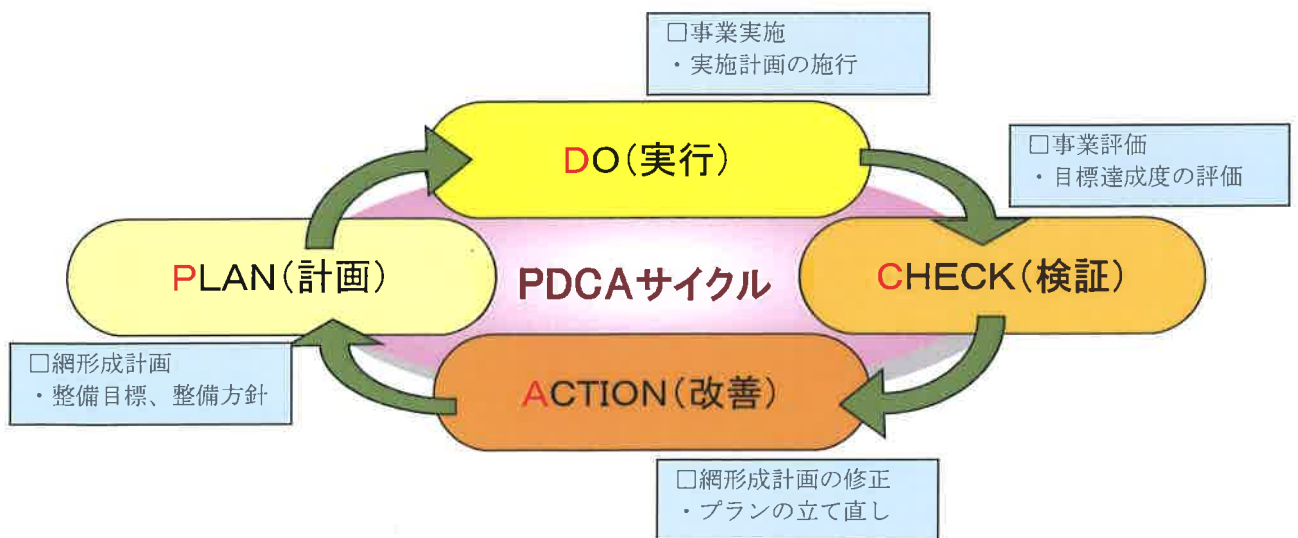 □事業実施
・実施計画の施行
DO(実行)
□事業評価
・目標達成度の評価
PLAN(計画)
PDCAサイクル
CHECK(検証)
□網形成計画
・整備目標、整備方針
ACTION(改善)
□網形成計画の修正
・プランの立て直し